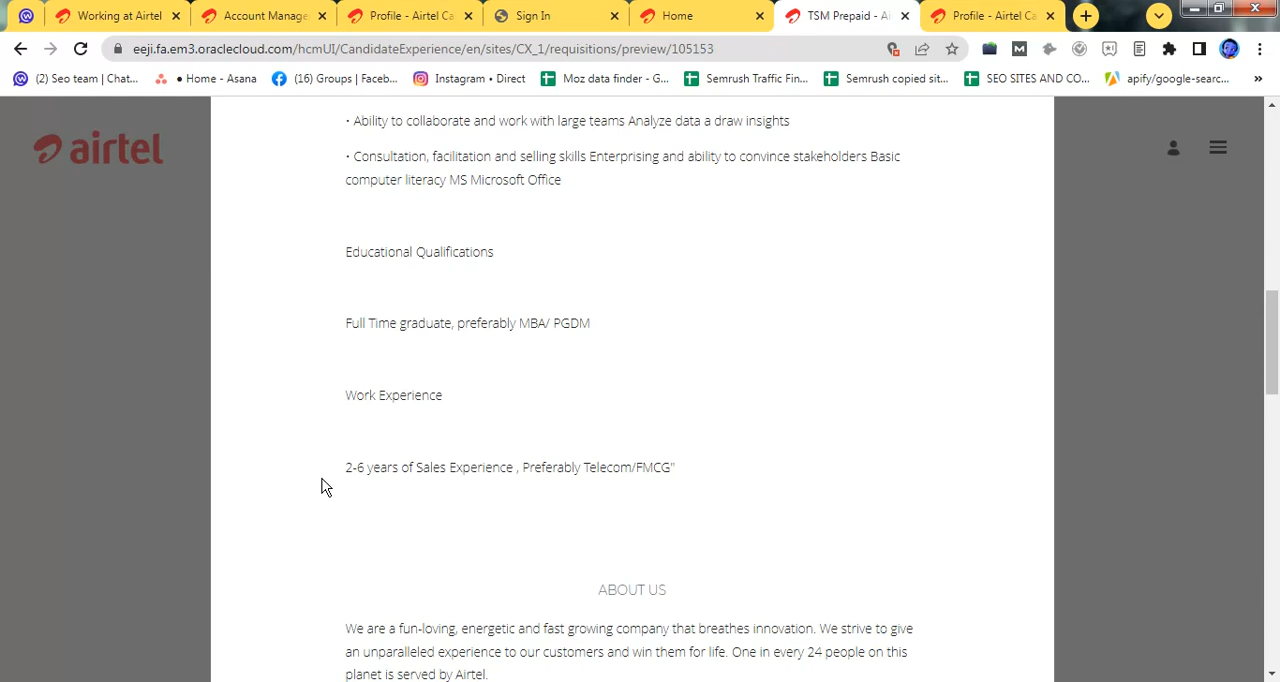 Working at Airtel
Account Manage
Profile - Airtel Ca
Sign In
Home
TSM Prepaid - Ai
Profile - Airtel Ca
eeji.fa.em3.oraclecloud.com/hcmUI/CandidateExperience/en/sites/CX_1/requisitions/preview/105153
(2) Seo team | Chat...
• Home - Asana
(16) Groups | Faceb...
Instagram • Direct
Moz data finder - G...
Semrush Traffic Fin...
Semrush copied sit...
SEO SITES AND CO...
apify/google-searc...
»
airtel
• Ability to collaborate and work with large teams Analyze data a draw insights
• Consultation, facilitation and selling skills Enterprising and ability to convince stakeholders Basic
computer literacy MS Microsoft Office
Educational Qualifications
Full Time graduate, preferably MBA/ PGDM
Work Experience
2-6 years of Sales Experience , Preferably Telecom/FMCG"
ABOUT US
We are a fun-loving, energetic and fast growing company that breathes innovation. We strive to give
an unparalleled experience to our customers and win them for life. One in every 24 people on this
planet is served by Airtel.